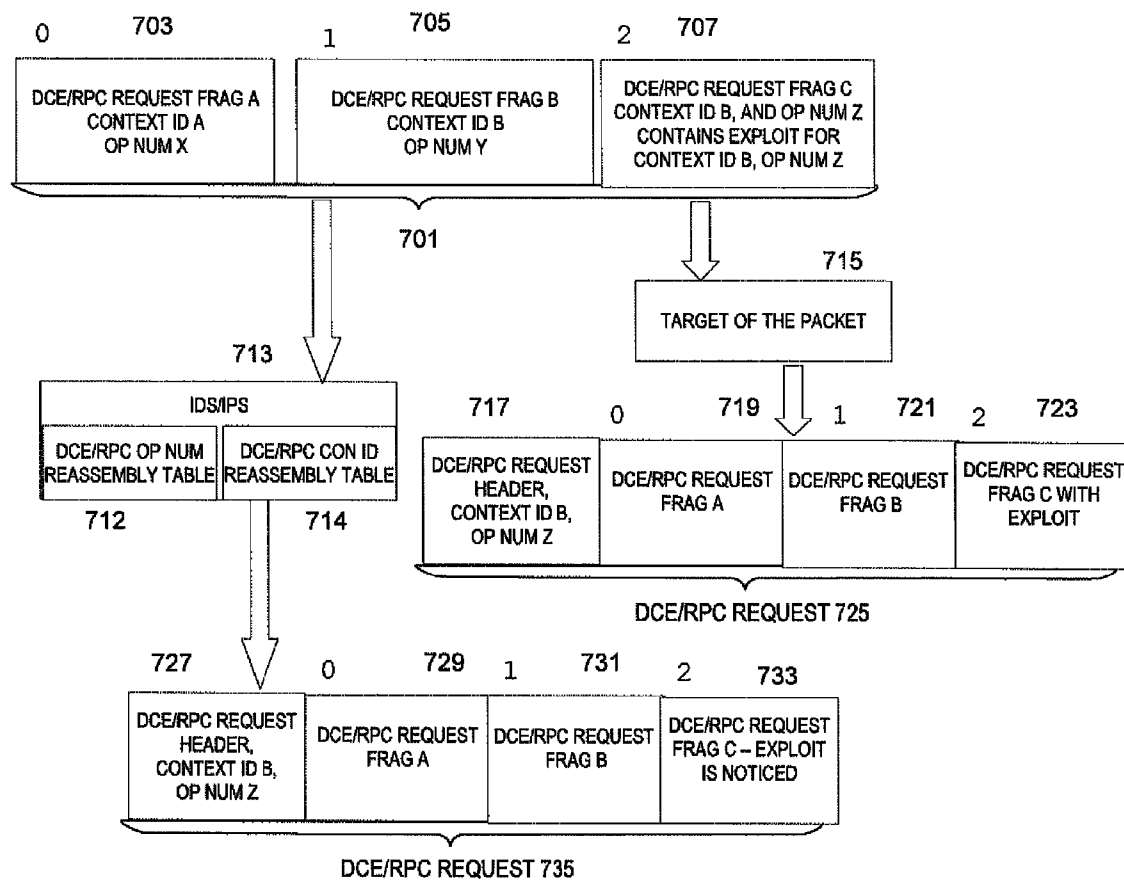 0 703 1 705 2 707
DCE/RPC REQUEST FRAG A
CONTEXT ID A
OP NUM X
DCE/RPC REQUEST FRAG B
CONTEXT ID B
OP NUM Y
DCE/RPC REQUEST FRAG C
CONTEXT ID B, AND OP NUM Z
CONTAINS EXPLOIT FOR
CONTEXT ID B, OP NUM Z
701
715
TARGET OF THE PACKET
713
IDS/IPS
DCE/RPC OP NUM
REASSEMBLY TABLE
DCE/RPC CON ID
REASSEMBLY TABLE
712 714
717 0 719 1 721 2 723
DCE/RPC REQUEST
HEADER,
CONTEXT ID B,
OP NUM Z
DCE/RPC REQUEST
FRAG A
DCE/RPC REQUEST
FRAG B
DCE/RPC REQUEST
FRAG C WITH
EXPLOIT
DCE/RPC REQUEST 725
727 0 729 1 731 2 733
DCE/RPC REQUEST
HEADER,
CONTEXT ID B,
OP NUM Z
DCE/RPC REQUEST
FRAG A
DCE/RPC REQUEST
FRAG B
DCE/RPC REQUEST
FRAG C – EXPLOIT
IS NOTICED
DCE/RPC REQUEST 735